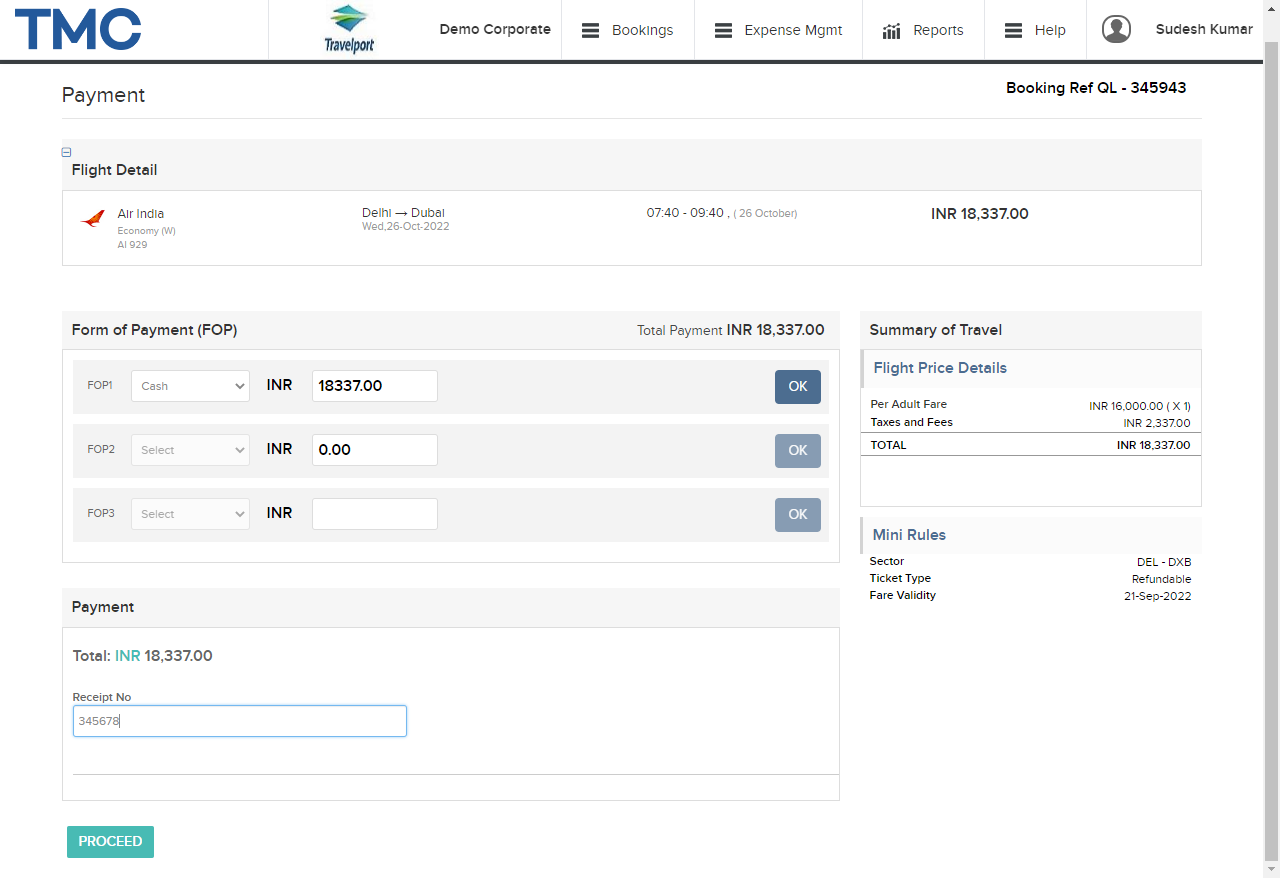 TMC
Travelport
Demo Corporate
Bookings
Expense Mgmt
Reports
Help
Sudesh Kumar
Payment
Booking Ref QL - 345943
Flight Detail
Air India
Economy (W)
AI 929
Delhi → Dubai
Wed,26-Oct-2022
07:40 - 09:40 , ( 26 October)
INR 18,337.00
Form of Payment (FOP)
Total Payment INR 18,337.00
FOP1 Cash INR 18337.00 OK
FOP2 Select INR 0.00 OK
FOP3 Select INR OK
Payment
Total: INR 18,337.00
Receipt No
345678
PROCEED
Summary of Travel
Flight Price Details
Per Adult Fare INR 16,000.00 ( X 1)
Taxes and Fees INR 2,337.00
TOTAL INR 18,337.00
Mini Rules
Sector DEL - DXB
Ticket Type Refundable
Fare Validity 21-Sep-2022